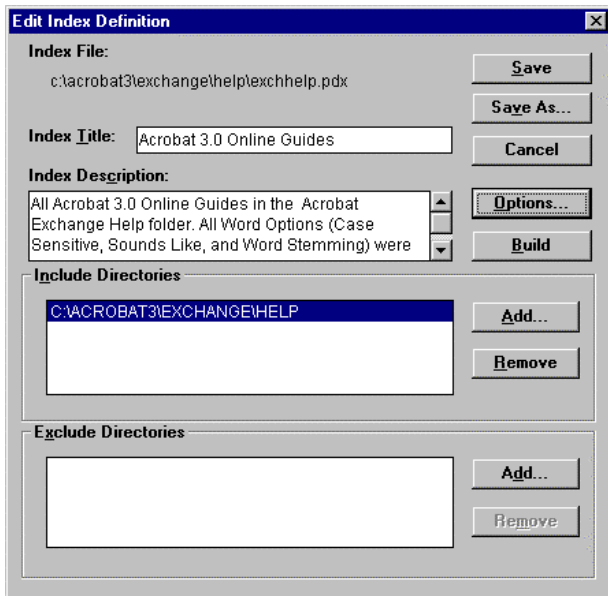 Edit Index Definition
Index File:
c:\acrobat3\exchange\help\exchhelp.pdx
Save
Save As...
Index Title: Acrobat 3.0 Online Guides
Cancel
Index Description:
All Acrobat 3.0 Online Guides in the Acrobat
Exchange Help folder. All Word Options (Case
Sensitive, Sounds Like, and Word Stemming) were
Options...
Build
Include Directories
C:\ACROBAT3\EXCHANGE\HELP
Add...
Remove
Exclude Directories
Add...
Remove